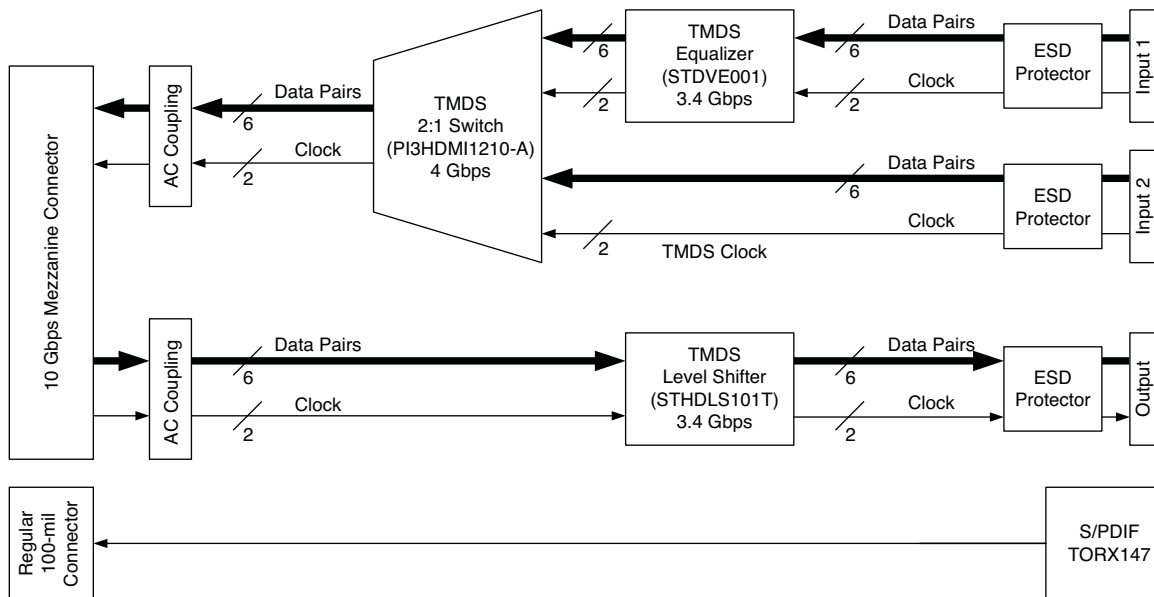 10 Gbps Mezzanine Connector
AC Coupling
Data Pairs
6
Clock
2
TMDS
2:1 Switch
(PI3HDMI1210-A)
4 Gbps
6
2
TMDS
Equalizer
(STDVE001)
3.4 Gbps
Data Pairs
6
Clock
2
ESD
Protector
Input 1
Data Pairs
6
Clock
2
TMDS Clock
ESD
Protector
Input 2
AC Coupling
Data Pairs
6
Clock
2
TMDS
Level Shifter
(STHDLS101T)
3.4 Gbps
Data Pairs
6
Clock
2
ESD
Protector
Output
Regular
100-mil
Connector
S/PDIF
TORX147